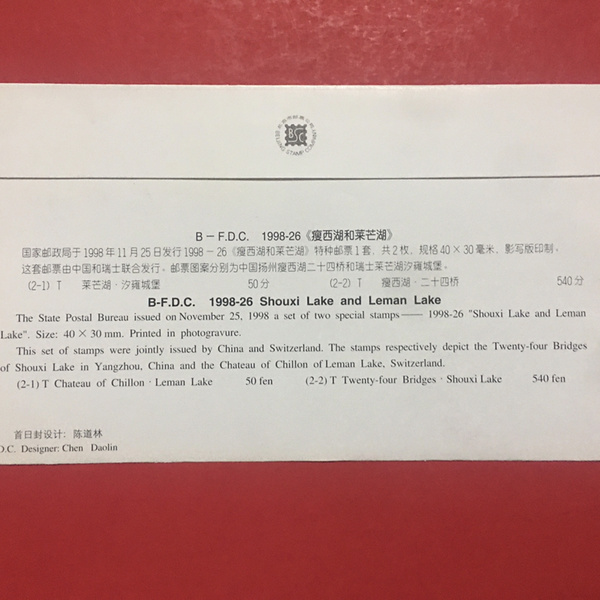 BSC
BEIJING STAMP COMPANY
B－F.D.C. 1998-26《瘦西湖和莱芒湖》
国家邮政局于1998年11月25日发行1998－26《瘦西湖和莱芒湖》特种邮票1套，共2枚，规格40×30毫米，影写版印制。
这套邮票由中国和瑞士联合发行。邮票图案分别为中国扬州瘦西湖二十四桥和瑞士莱芒湖汐雍城堡。
(2-1) T 莱芒湖·汐雍城堡 50分 (2-2) T 瘦西湖·二十四桥 540分
B-F.D.C. 1998-26 Shouxi Lake and Leman Lake
The State Postal Bureau issued on November 25, 1998 a set of two special stamps—— 1998-26 "Shouxi Lake and Leman
Lake". Size: 40×30 mm. Printed in photogravure.
This set of stamps were jointly issued by China and Switzerland. The stamps respectively depict the Twenty-four Bridges
of Shouxi Lake in Yangzhou, China and the Chateau of Chillon of Leman Lake, Switzerland.
(2-1) T Chateau of Chillon·Leman Lake 50 fen (2-2) T Twenty-four Bridges·Shouxi Lake 540 fen
首日封设计：陈道林
D.C. Designer: Chen Daolin